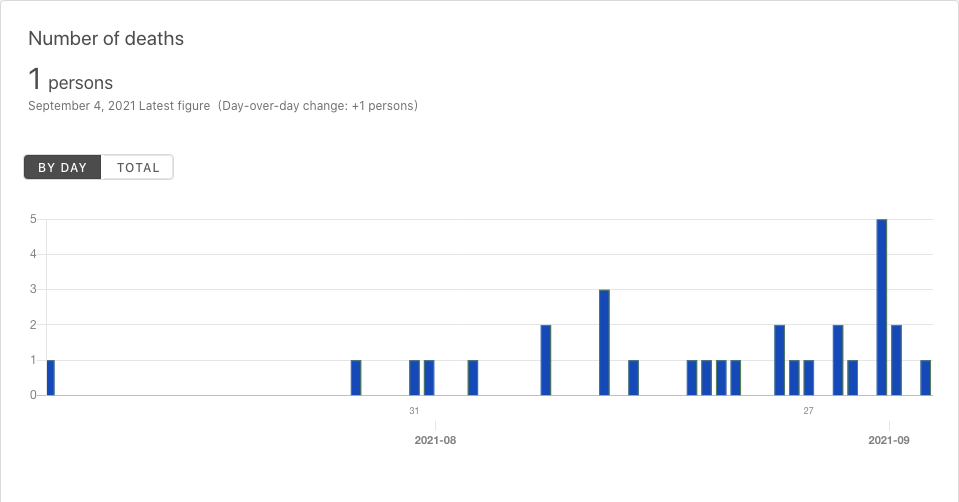 Number of deaths
1 persons
September 4, 2021 Latest figure (Day-over-day change: +1 persons)
BY DAY TOTAL
5
4
3
2
1
0
31 27
2021-08 2021-09